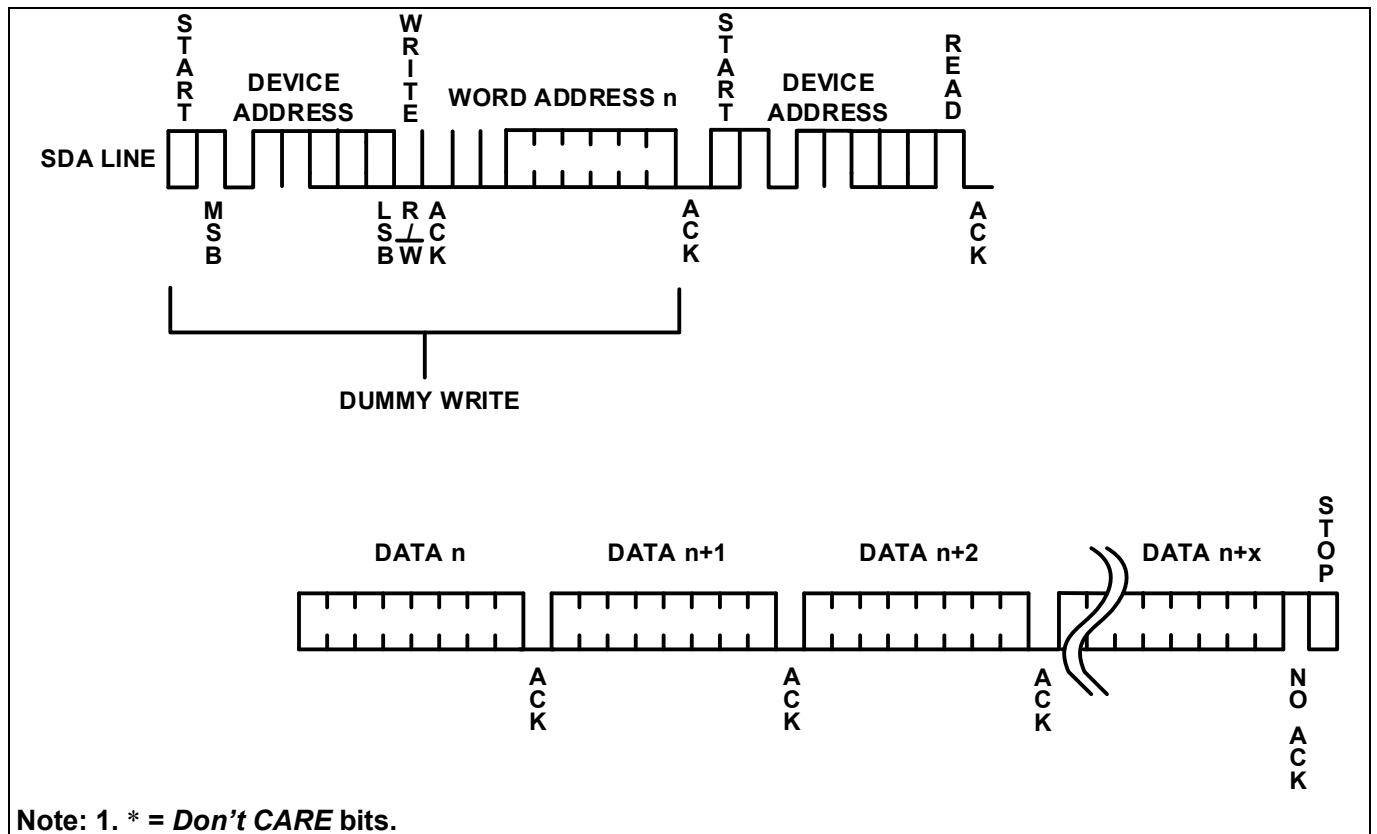 START
WRITE
START
READ
DEVICE
ADDRESS
WORD ADDRESS n
DEVICE
ADDRESS
SDA LINE
MSB
LSB
R/W
ACK
ACK
ACK
DUMMY WRITE
STOP
DATA n
DATA n+1
DATA n+2
DATA n+x
ACK
ACK
ACK
NO ACK
Note: 1. * = Don't CARE bits.